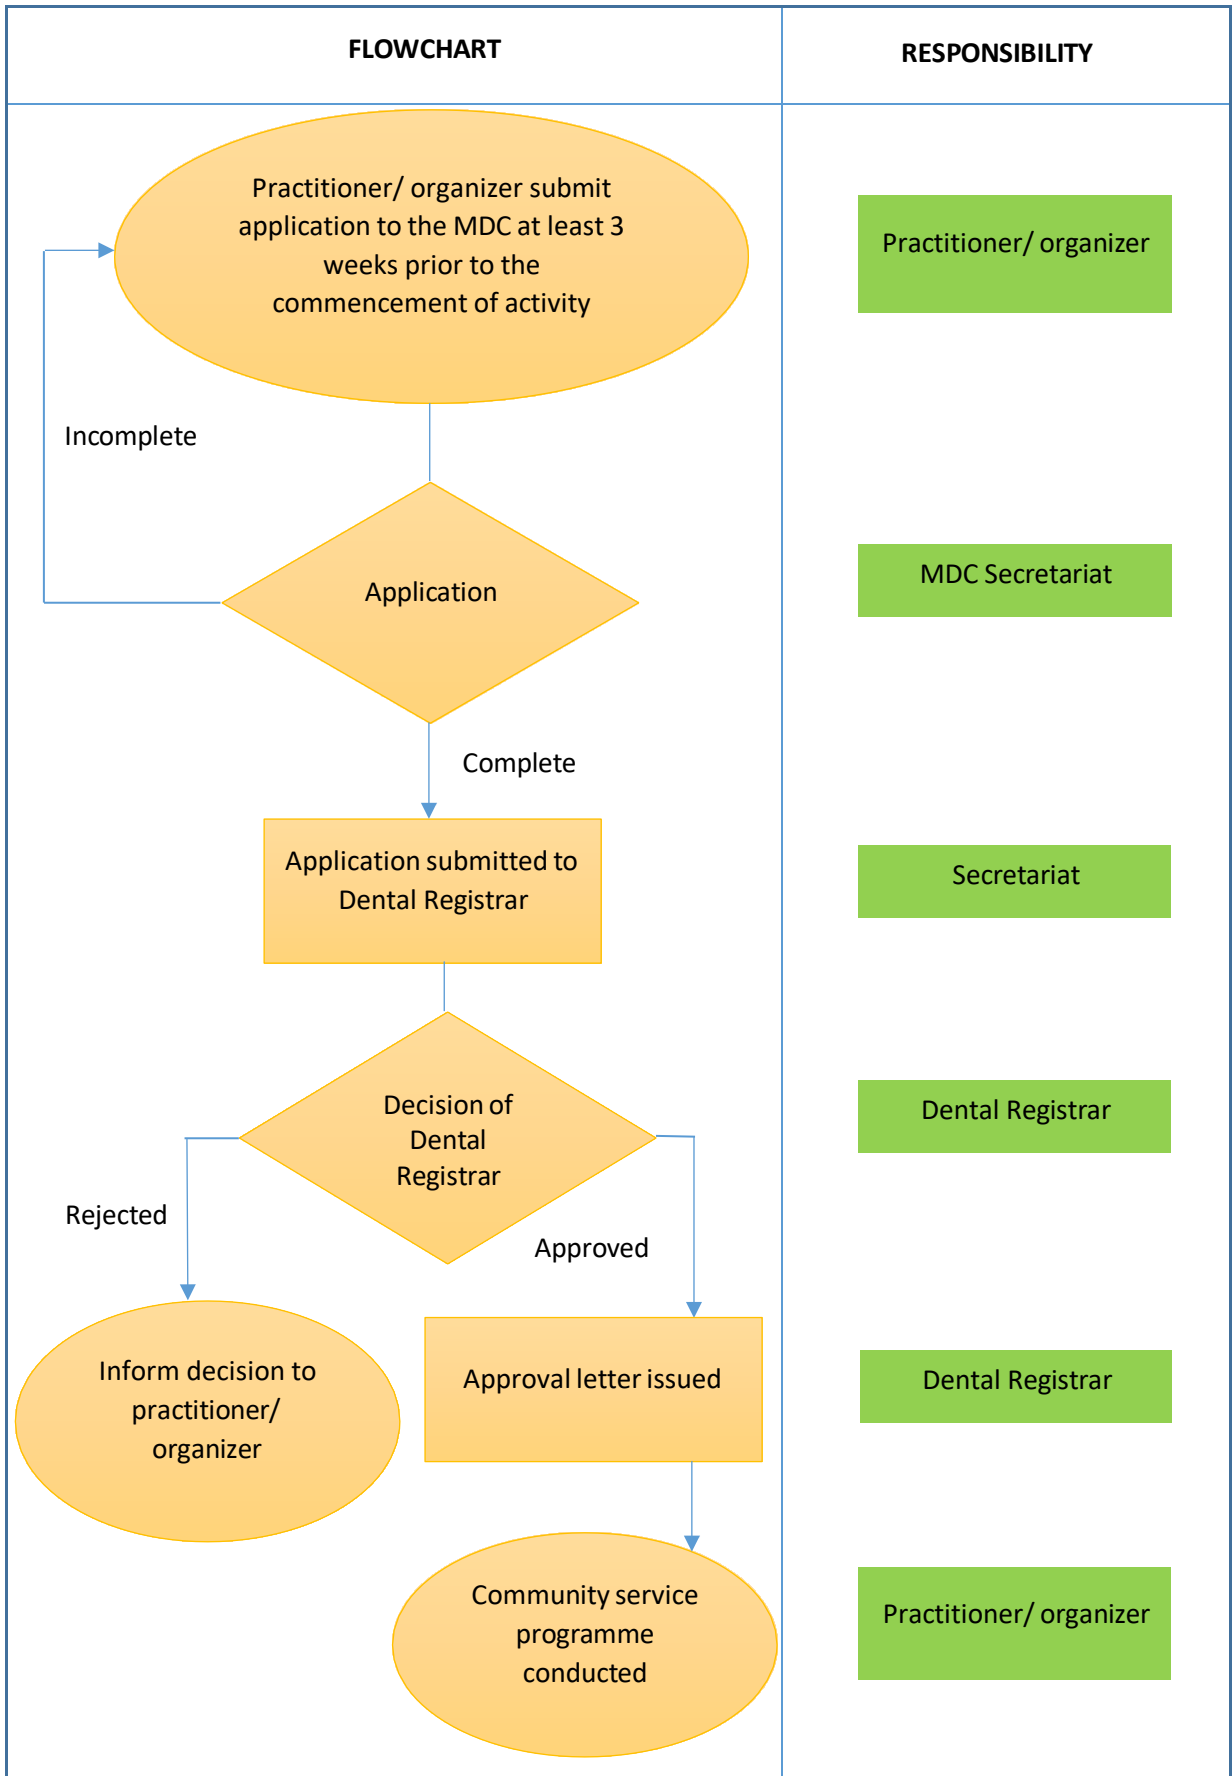 FLOWCHART
RESPONSIBILITY
Practitioner/ organizer submit
application to the MDC at least 3
weeks prior to the
commencement of activity
Practitioner/ organizer
Incomplete
Application
MDC Secretariat
Complete
Application submitted to
Dental Registrar
Secretariat
Decision of
Dental
Registrar
Dental Registrar
Rejected
Approved
Inform decision to
practitioner/
organizer
Approval letter issued
Dental Registrar
Community service
programme
conducted
Practitioner/ organizer